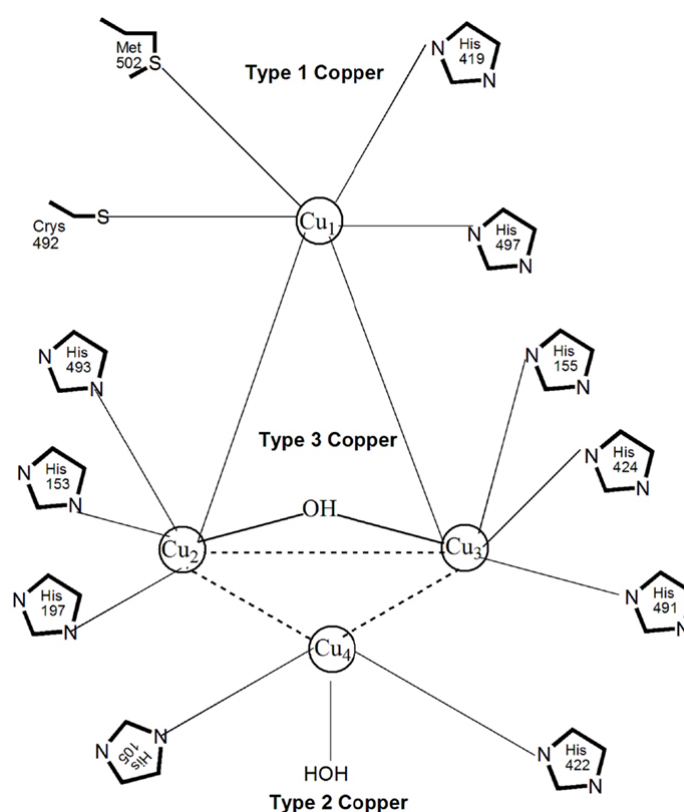 Met
502
S
Type 1 Copper
N
His
419
N
Crys
492
S
Cu1
N
His
497
N
N
His
493
N
N
His
155
N
Type 3 Copper
N
His
424
N
N
His
153
N
OH
Cu2
Cu3
N
His
197
N
N
His
491
N
Cu4
N
His
105
N
HOH
N
His
422
N
Type 2 Copper